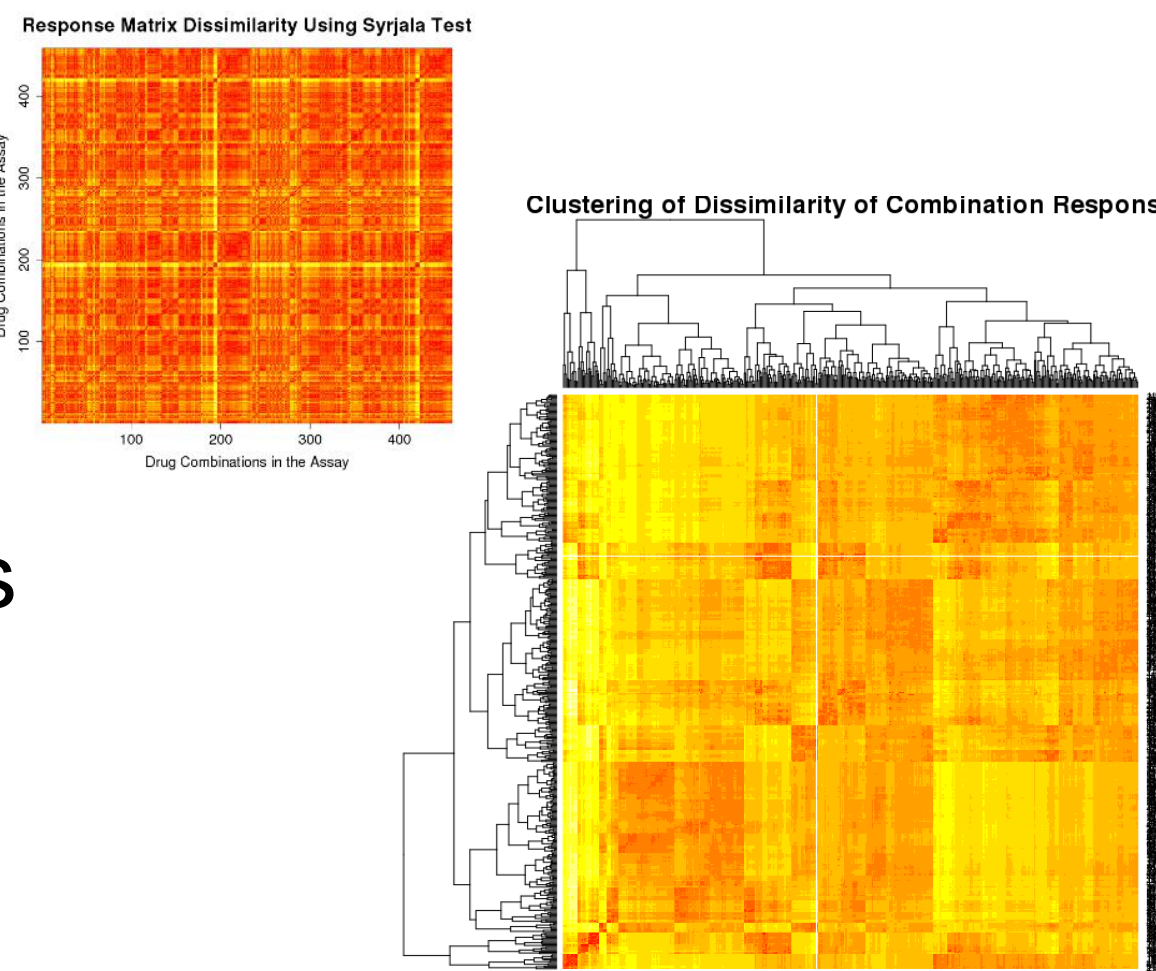 Response Matrix Dissimilarity Using Syrjala Test
400
300
200
100
Drug Combinations in the Assay
100 200 300 400
Drug Combinations in the Assay
Clustering of Dissimilarity of Combination Respons
s